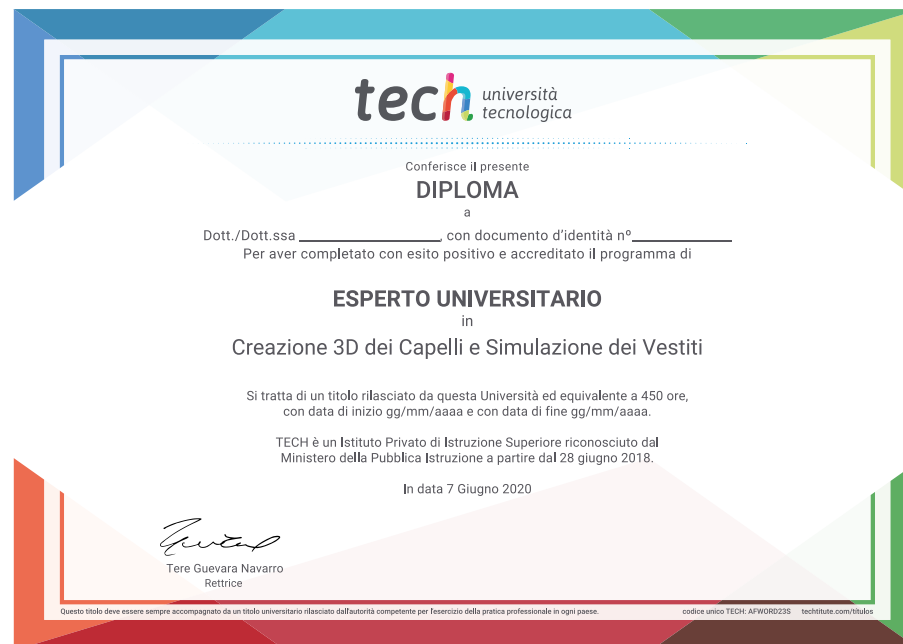 tech università
tecnologica
Conferisce il presente
DIPLOMA
a
Dott./Dott.ssa ____________________, con documento d'identità nº______________
Per aver completato con esito positivo e accreditato il programma di
ESPERTO UNIVERSITARIO
in
Creazione 3D dei Capelli e Simulazione dei Vestiti
Si tratta di un titolo rilasciato da questa Università ed equivalente a 450 ore,
con data di inizio gg/mm/aaaa e con data di fine gg/mm/aaaa.
TECH è un Istituto Privato di Istruzione Superiore riconosciuto dal
Ministero della Pubblica Istruzione a partire dal 28 giugno 2018.
In data 7 Giugno 2020
Tere Guevara Navarro
Rettrice
Questo titolo deve essere sempre accompagnato da un titolo universitario rilasciato dall'autorità competente per l'esercizio della pratica professionale in ogni paese. codice unico TECH: AFWORD23S techtitute.com/títulos